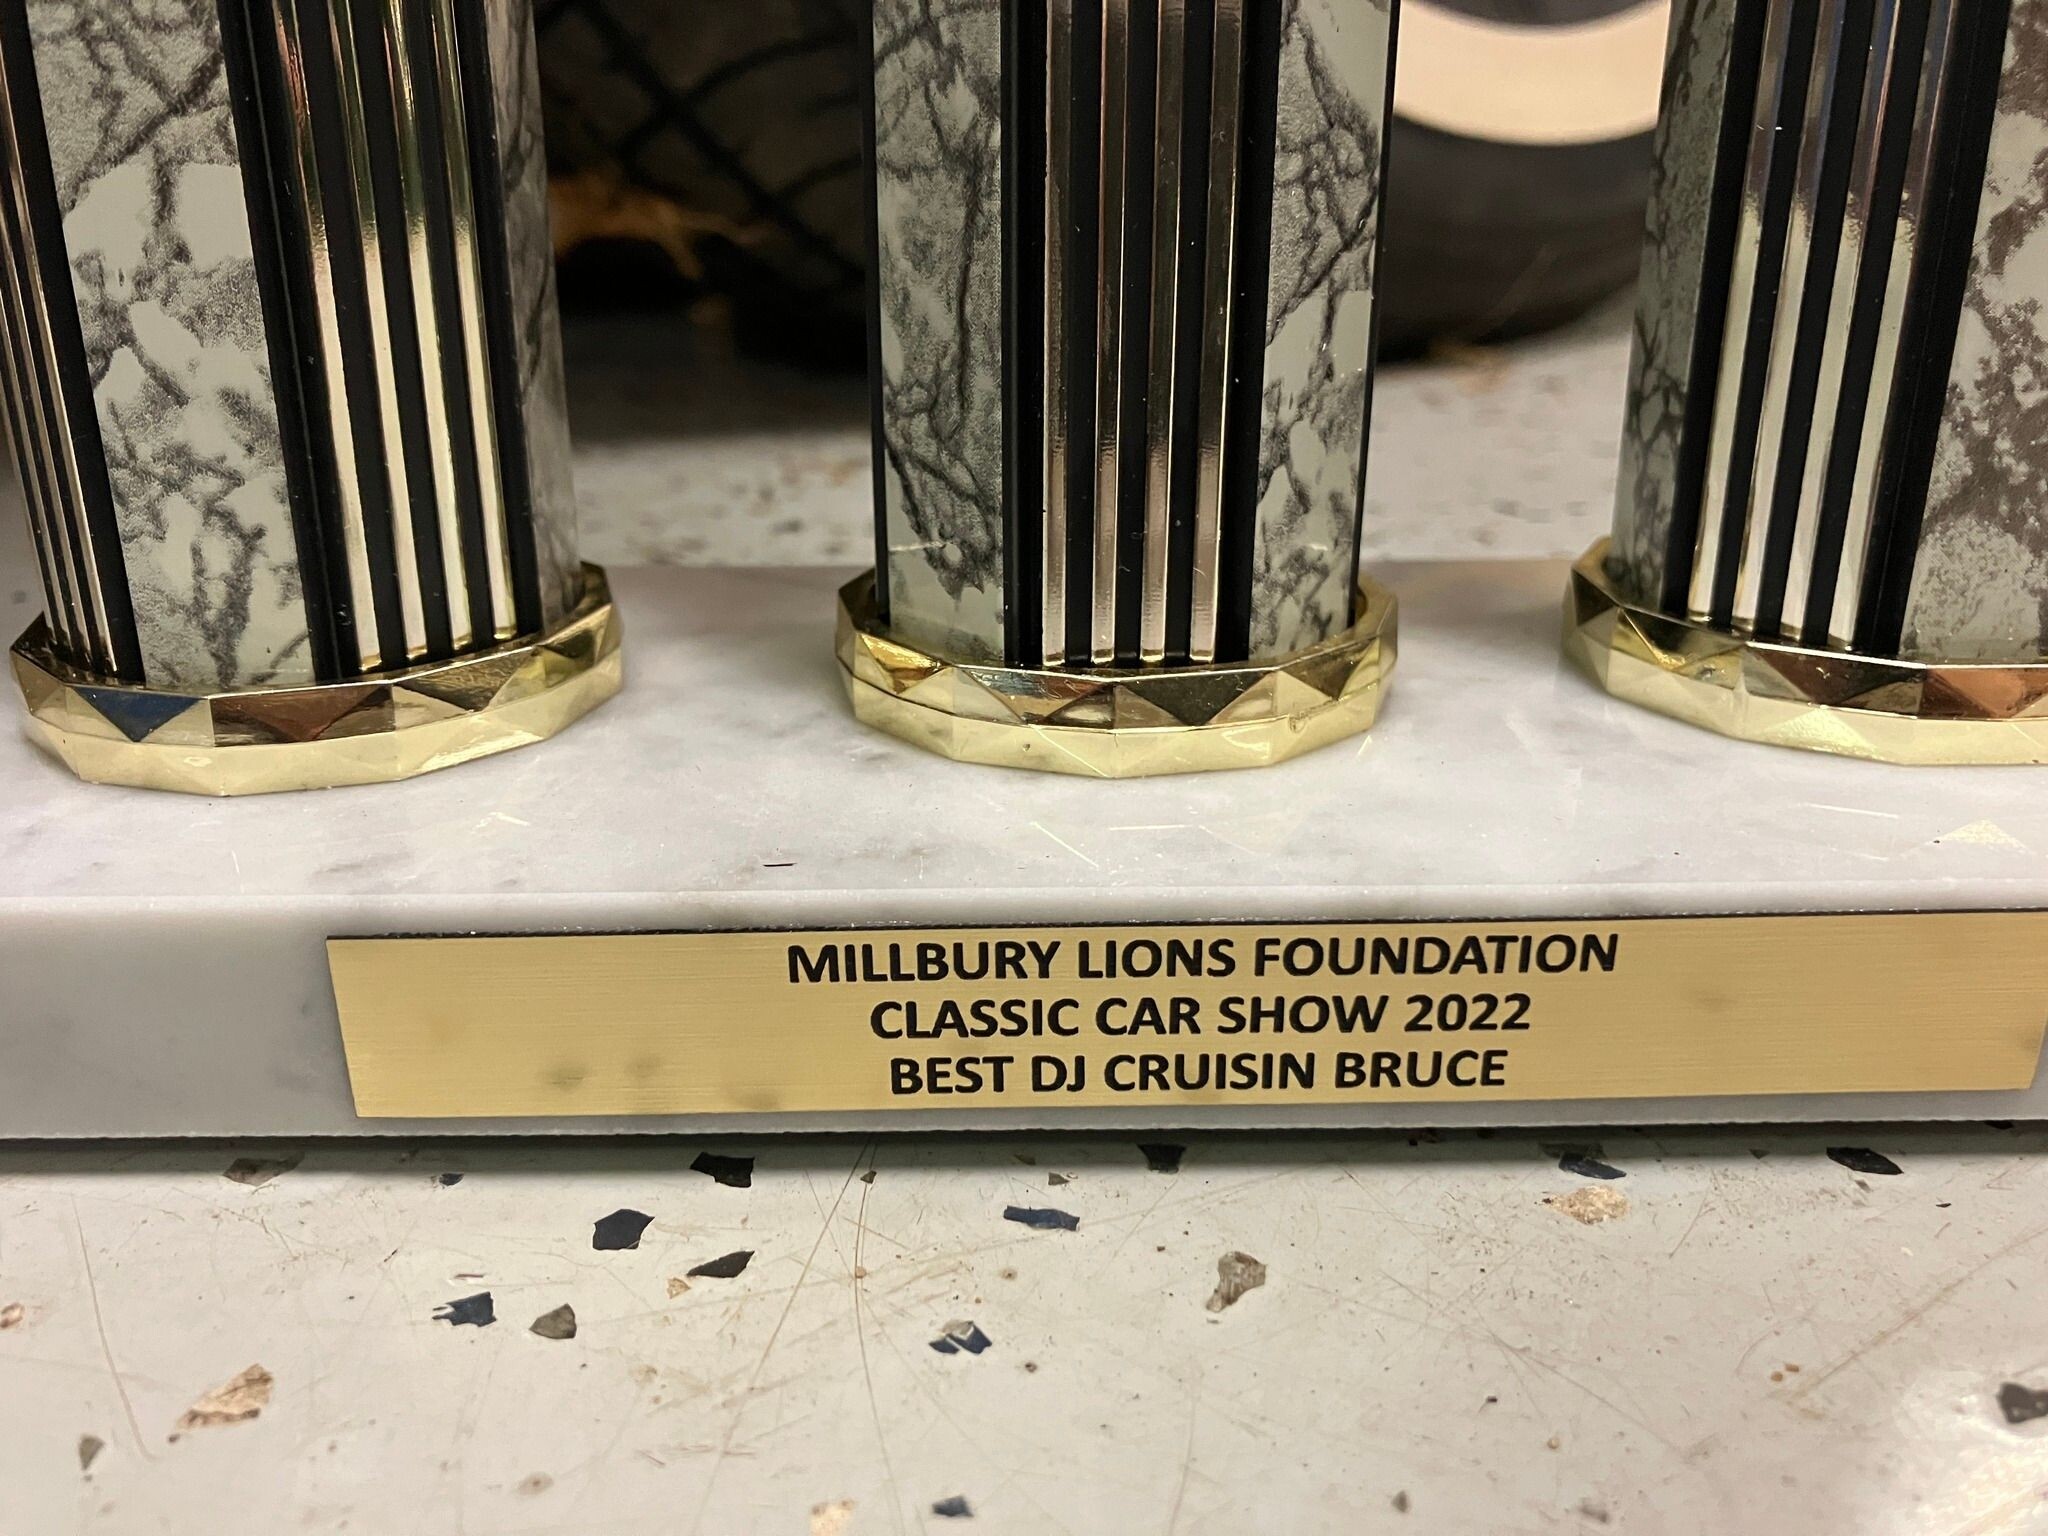 MILLBURY LIONS FOUNDATION
CLASSIC CAR SHOW 2022
BEST DJ CRUISIN BRUCE